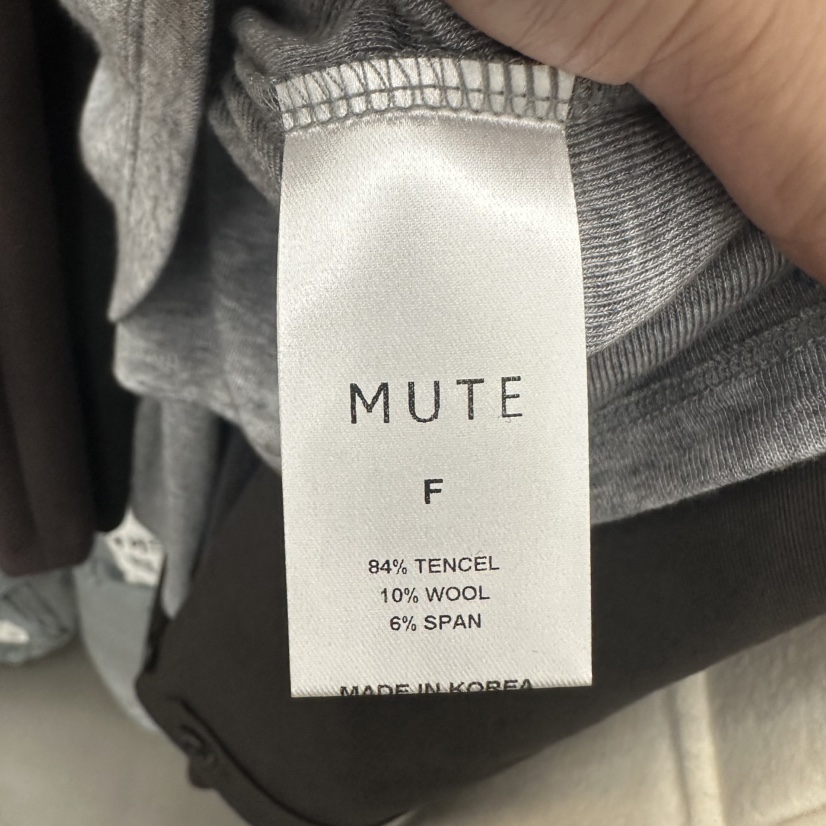 MUTE
F
84% TENCEL
10% WOOL
6% SPAN
MADE IN KOREA